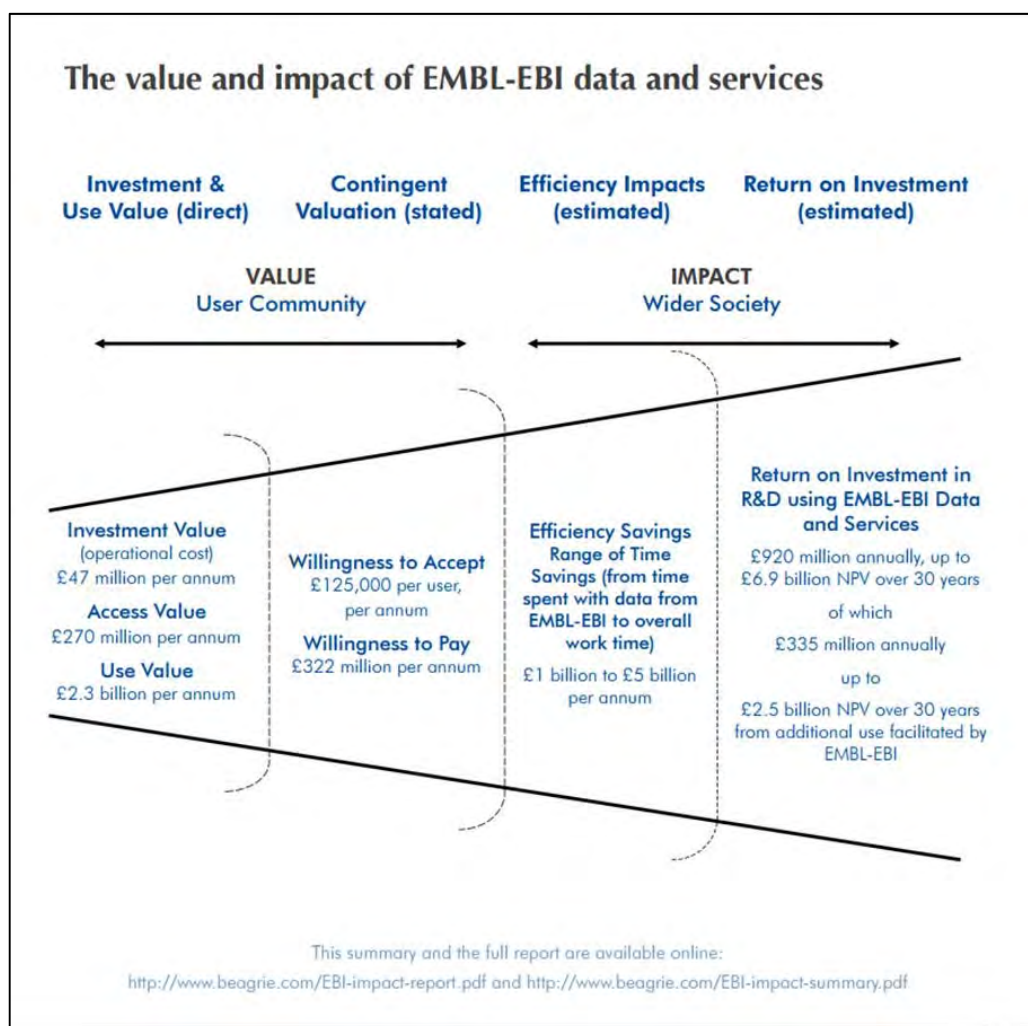 The value and impact of EMBL-EBI data and services
Investment &
Use Value (direct)
Contingent
Valuation (stated)
Efficiency Impacts
(estimated)
Return on Investment
(estimated)
VALUE
User Community
IMPACT
Wider Society
Investment Value
(operational cost)
£47 million per annum
Access Value
£270 million per annum
Use Value
£2.3 billion per annum
Willingness to Accept
£125,000 per user,
per annum
Willingness to Pay
£322 million per annum
Efficiency Savings
Range of Time
Savings (from time
spent with data from
EMBL-EBI to overall
work time)
£1 billion to £5 billion
per annum
Return on Investment in
R&D using EMBL-EBI Data
and Services
£920 million annually, up to
£6.9 billion NPV over 30 years
of which
£335 million annually
up to
£2.5 billion NPV over 30 years
from additional use facilitated by
EMBL-EBI
This summary and the full report are available online:
http://www.beagrie.com/EBI-impact-report.pdf and http://www.beagrie.com/EBI-impact-summary.pdf